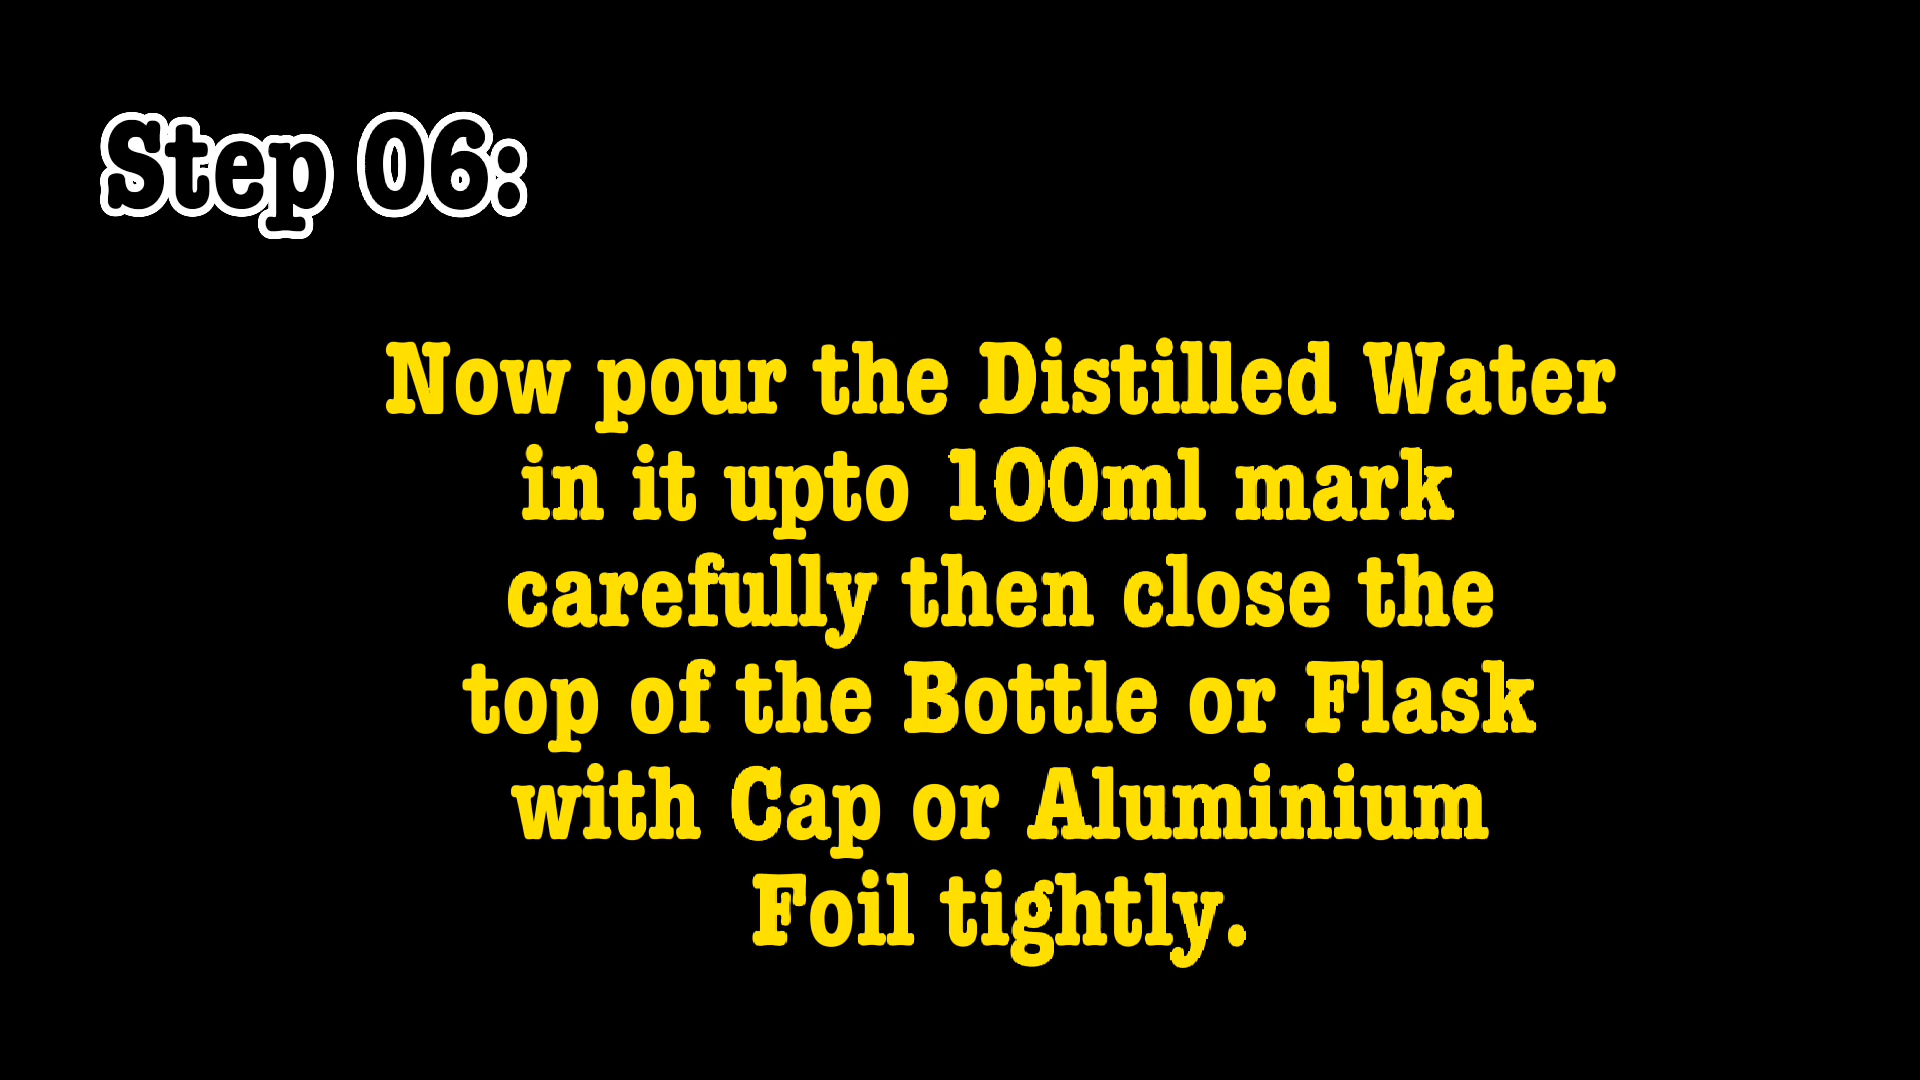 Step 06:
Now pour the Distilled Water
in it upto 100ml mark
carefully then close the
top of the Bottle or Flask
with Cap or Aluminium
Foil tightly.